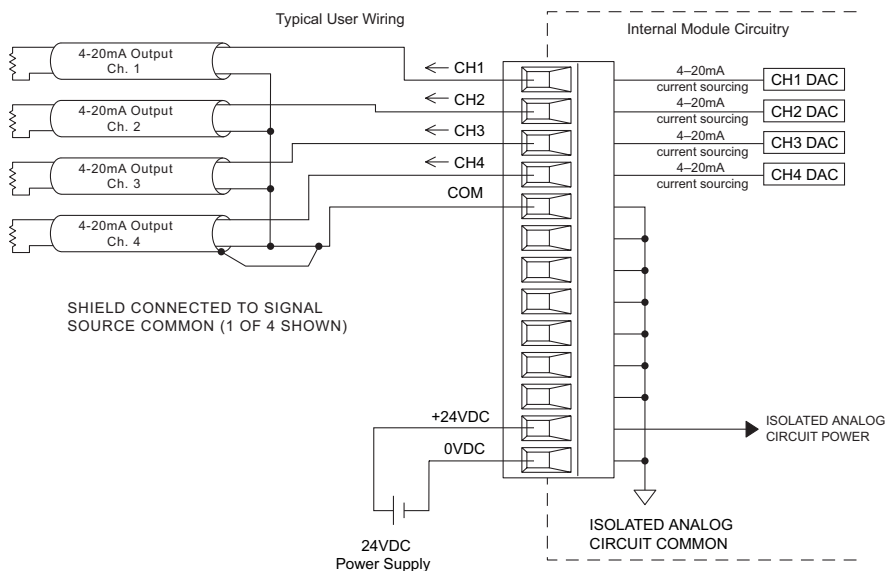 Typical User Wiring
Internal Module Circuitry
4-20mA Output
Ch. 1
4-20mA Output
Ch. 2
4-20mA Output
Ch. 3
4-20mA Output
Ch. 4
← CH1
← CH2
← CH3
← CH4
COM
4–20mA
current sourcing
CH1 DAC
4–20mA
current sourcing
CH2 DAC
4–20mA
current sourcing
CH3 DAC
4–20mA
current sourcing
CH4 DAC
SHIELD CONNECTED TO SIGNAL
SOURCE COMMON (1 OF 4 SHOWN)
+24VDC
0VDC
24VDC
Power Supply
ISOLATED ANALOG
CIRCUIT POWER
ISOLATED ANALOG
CIRCUIT COMMON